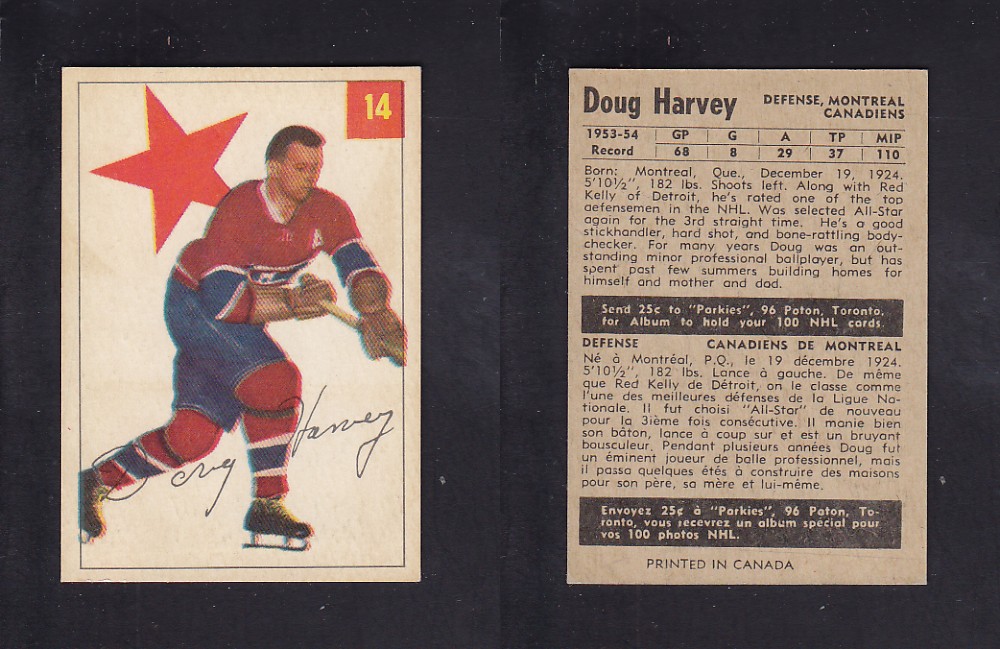 14
Doug Harvey
Doug Harvey
DEFENSE, MONTREAL
CANADIENS
1953-54 GP G A TP MIP
Record 68 8 29 37 110
Born: Montreal, Que., December 19, 1924.
5'10½", 182 lbs. Shoots left. Along with Red
Kelly of Detroit, he's rated one of the top
defensemen in the NHL. Was selected All-Star
again for the 3rd straight time. He's a good
stickhandler, hard shot, and bone-rattling body-
checker. For many years Doug was an out-
standing minor professional ballplayer, but has
spent past few summers building homes for
himself and mother and dad.
Send 25c to "Parkies", 96 Paton, Toronto,
for Album to hold your 100 NHL cards.
DEFENSE CANADIENS DE MONTREAL
Né à Montréal, P.Q., le 19 décembre 1924.
5'10½", 182 lbs. Lance à gauche. De même
que Red Kelly de Détroit, on le classe comme
l'une des meilleures défenses de la Ligue Na-
tionale. Il fut choisi "All-Star" de nouveau
pour la 3ième fois consécutive. Il manie bien
son bâton, lance à coup sur et est un bruyant
bousculeur. Pendant plusieurs années Doug fut
un éminent joueur de balle professionnel, mais
il passa quelques étés à construire des maisons
pour son père, sa mère et lui-même.
Envoyez 25¢ à "Parkies", 96 Paton, To-
ronto, vous recevrez un album spécial pour
vos 100 photos NHL.
PRINTED IN CANADA